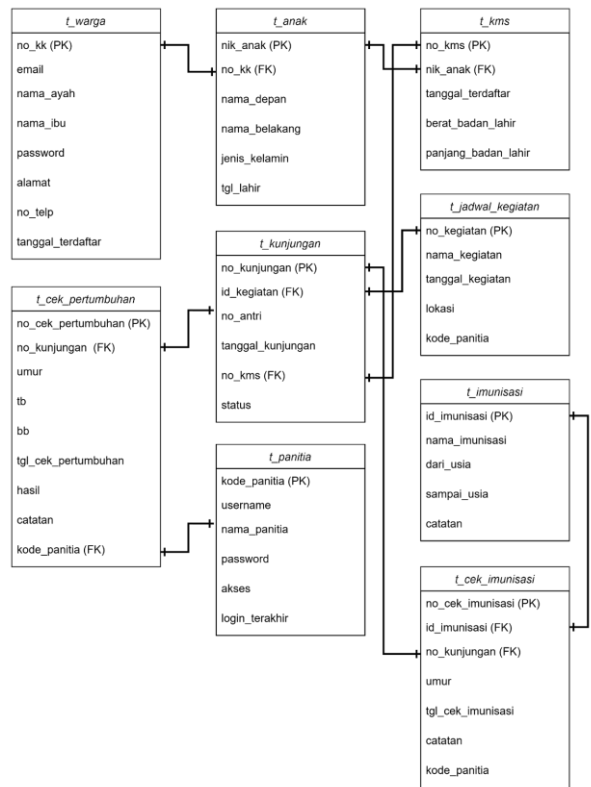 t_warga
no_kk (PK)
email
nama_ayah
nama_ibu
password
alamat
no_telp
tanggal_terdaftar
t_anak
nik_anak (PK)
no_kk (FK)
nama_depan
nama_belakang
jenis_kelamin
tgl_lahir
t_kms
no_kms (PK)
nik_anak (FK)
tanggal_terdaftar
berat_badan_lahir
panjang_badan_lahir
t_jadwal_kegiatan
no_kegiatan (PK)
nama_kegiatan
tanggal_kegiatan
lokasi
kode_panitia
t_kunjungan
no_kunjungan (PK)
id_kegiatan (FK)
no_antri
tanggal_kunjungan
no_kms (FK)
status
t_cek_pertumbuhan
no_cek_pertumbuhan (PK)
no_kunjungan (FK)
umur
tb
bb
tgl_cek_pertumbuhan
hasil
catatan
kode_panitia (FK)
t_panitia
kode_panitia (PK)
username
nama_panitia
password
akses
login_terakhir
t_imunisasi
id_imunisasi (PK)
nama_imunisasi
dari_usia
sampai_usia
catatan
t_cek_imunisasi
no_cek_imunisasi (PK)
id_imunisasi (FK)
no_kunjungan (FK)
umur
tgl_cek_imunisasi
catatan
kode_panitia